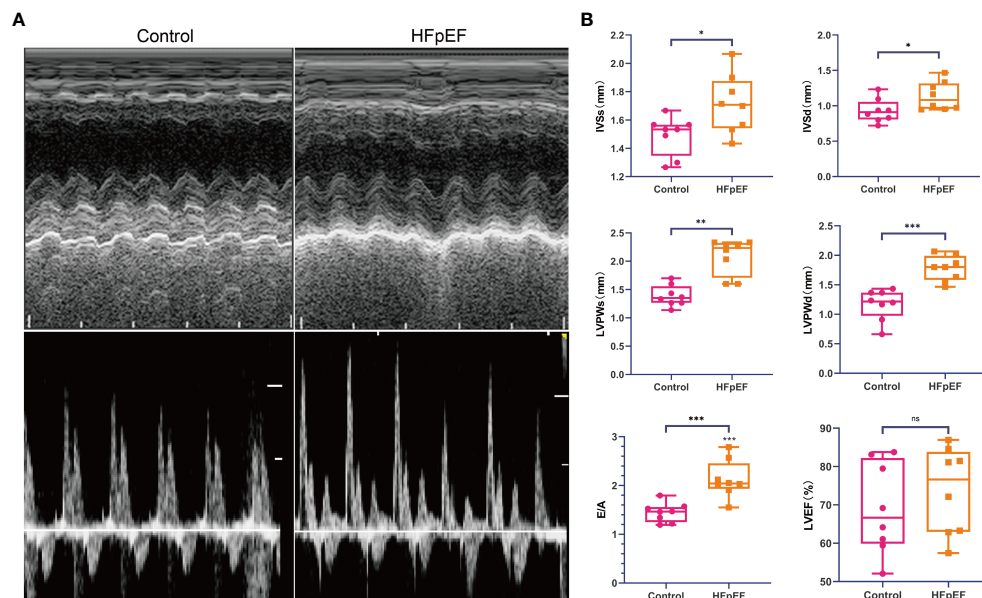 A
Control
HFpEF
B
IVSs(mm)
2.2
2.0
1.8
1.6
1.4
1.2
*
Control
HFpEF
IVSd(mm)
2.0
1.5
1.0
0.5
0.0
*
Control
HFpEF
LVPWs(mm)
2.5
2.0
1.5
1.0
0.5
0.0
**
Control
HFpEF
LVPWd(mm)
2.5
2.0
1.5
1.0
0.5
0.0
***
Control
HFpEF
E/A
3
2
1
0
***
***
Control
HFpEF
LVEF(%)
90
80
70
60
50
ns
Control
HFpEF